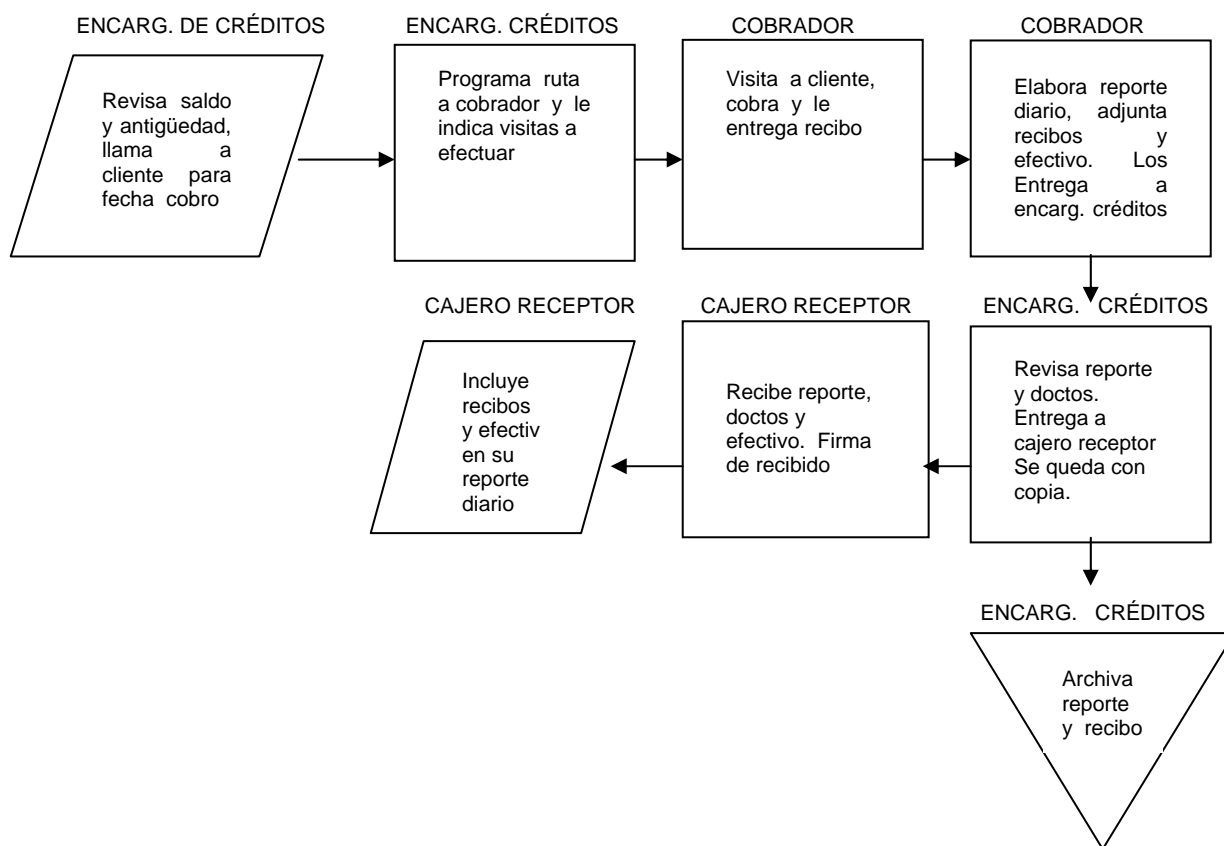 ENCARG. DE CRÉDITOS
Revisa saldo
y antigüedad,
llama a
cliente para
fecha cobro
ENCARG. CRÉDITOS
Programa ruta
a cobrador y le
indica visitas a
efectuar
COBRADOR
Visita a cliente,
cobra y le
entrega recibo
COBRADOR
Elabora reporte
diario, adjunta
recibos y
efectivo. Los
Entrega a
encarg. créditos
ENCARG. CRÉDITOS
Revisa reporte
y doctos.
Entrega a
cajero receptor
Se queda con
copia.
CAJERO RECEPTOR
Recibe reporte,
doctos y
efectivo. Firma
de recibido
CAJERO RECEPTOR
Incluye
recibos
y efectiv
en su
reporte
diario
ENCARG. CRÉDITOS
Archiva
reporte
y recibo